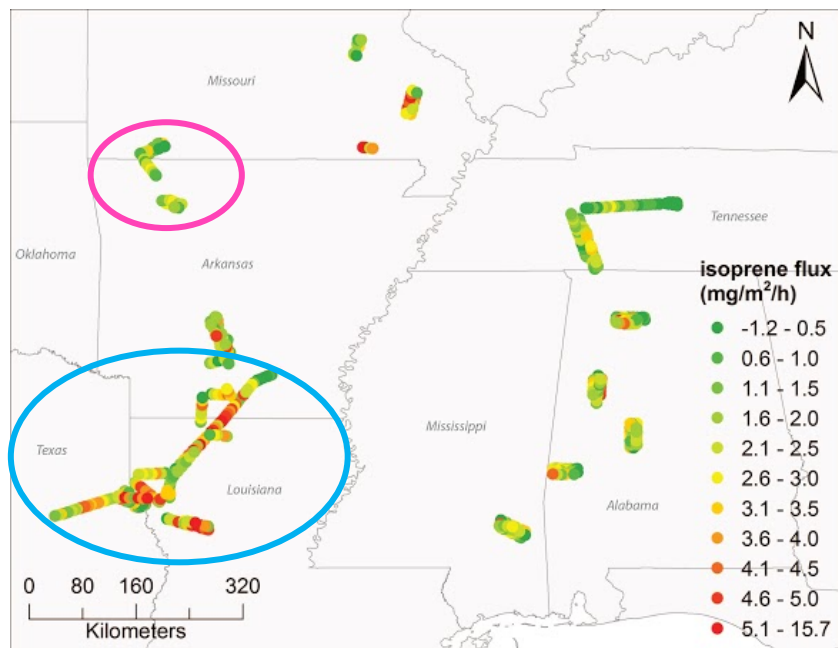 N
Missouri
Tennessee
Oklahoma
Arkansas
isoprene flux
(mg/m²/h)
-1.2 - 0.5
0.6 - 1.0
1.1 - 1.5
1.6 - 2.0
2.1 - 2.5
2.6 - 3.0
3.1 - 3.5
3.6 - 4.0
4.1 - 4.5
4.6 - 5.0
5.1 - 15.7
Mississippi
Texas
Louisiana
Alabama
0 80 160 320
Kilometers